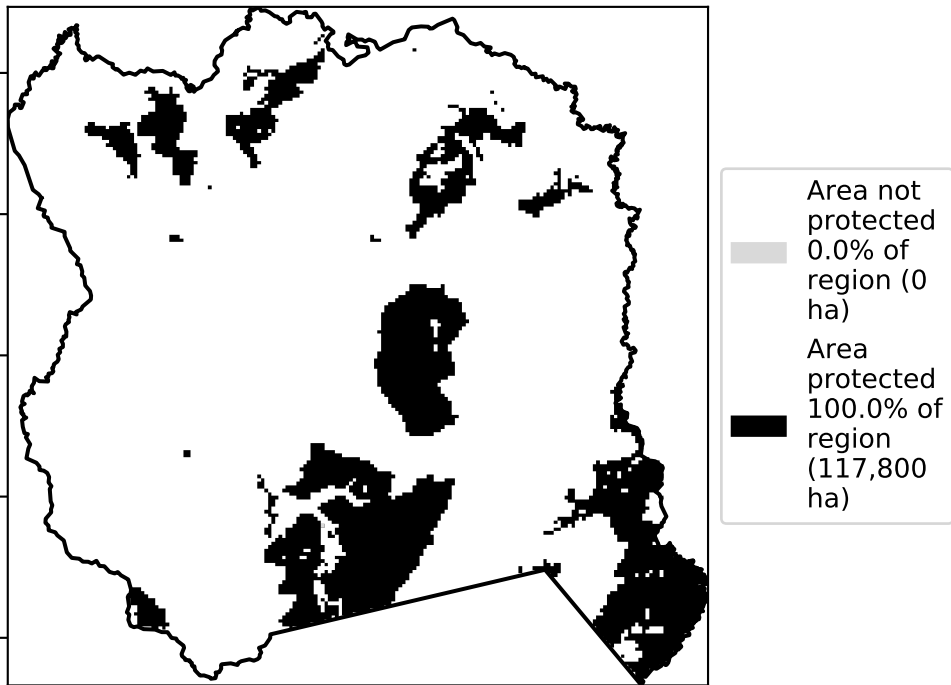 Area not
protected
0.0% of
region (0
ha)
Area
protected
100.0% of
region
(117,800
ha)